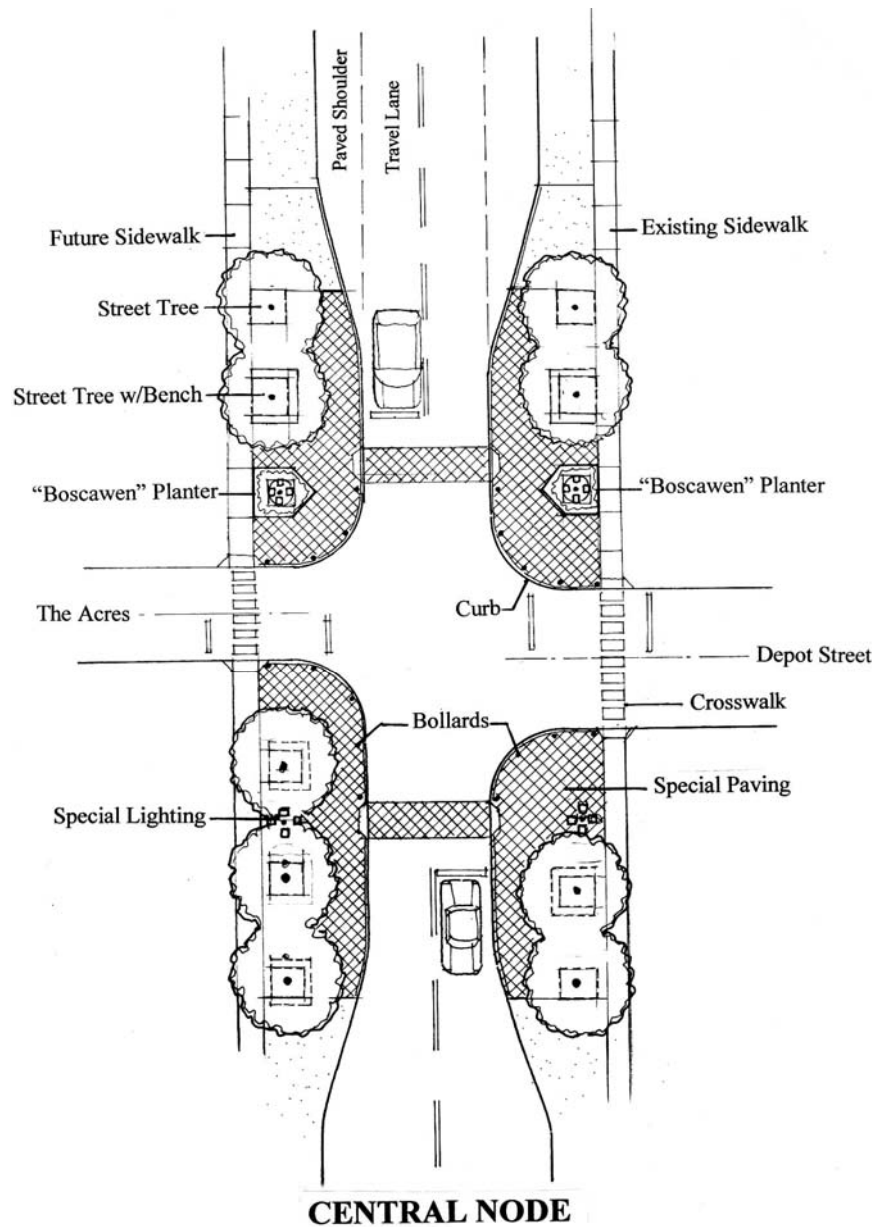 Paved Shoulder
Travel Lane
Future Sidewalk
Existing Sidewalk
Street Tree
Street Tree w/Bench
“Boscawen” Planter
“Boscawen” Planter
The Acres
Curb
Depot Street
Crosswalk
Bollards
Special Paving
Special Lighting
CENTRAL NODE